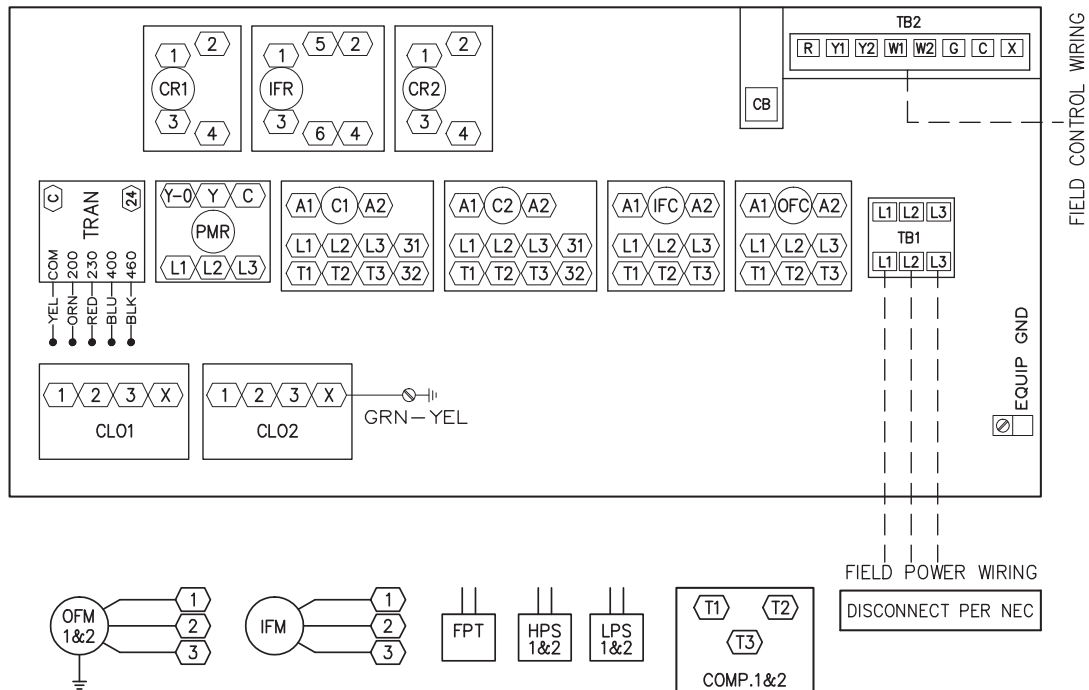 TB2
R Y1 Y2 W1 W2 G C X
FIELD CONTROL WIRING
CB
1 2
CR1
3 4
1 5 2
IFR
3 6 4
1 2
CR2
3 4
C 24
TRAN
COM 200 230 400 460
YEL ORN RED BLU BLK
Y-0 Y C
PMR
L1 L2 L3
A1 C1 A2
L1 L2 L3 31
T1 T2 T3 32
A1 C2 A2
L1 L2 L3 31
T1 T2 T3 32
A1 IFC A2
L1 L2 L3
T1 T2 T3
A1 OFC A2
L1 L2 L3
T1 T2 T3
L1 L2 L3
TB1
L1 L2 L3
EQUIP GND
1 2 3 X
CLO1
1 2 3 X
CLO2
GRN-YEL
FIELD POWER WIRING
DISCONNECT PER NEC
OFM
1&2
1
2
3
IFM
1
2
3
FPT
HPS
1&2
LPS
1&2
T1 T2
T3
COMP.1&2